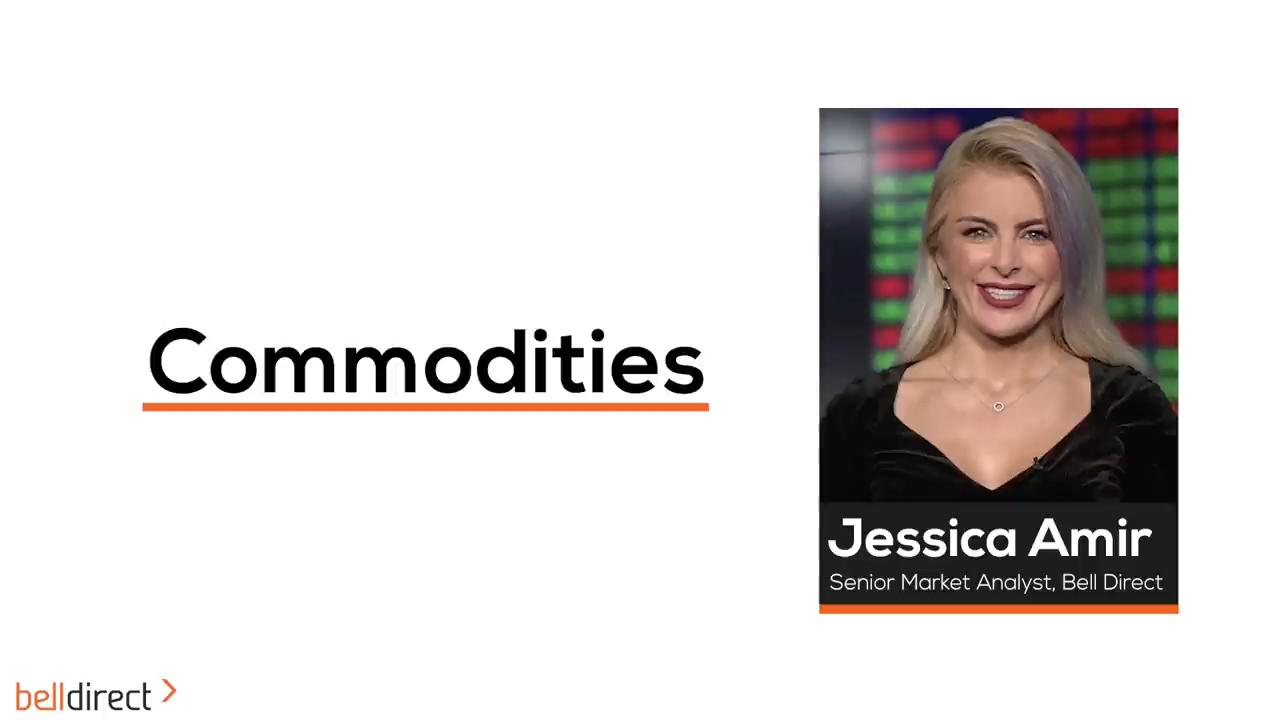 Commodities
Jessica Amir
Senior Market Analyst, Bell Direct
belldirect